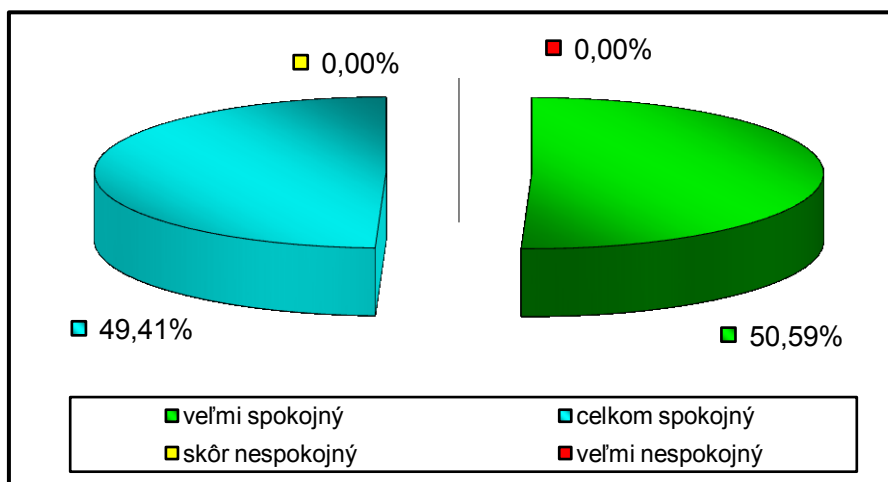 0,00%
0,00%
49,41%
50,59%
veľmi spokojný
celkom spokojný
skôr nespokojný
veľmi nespokojný